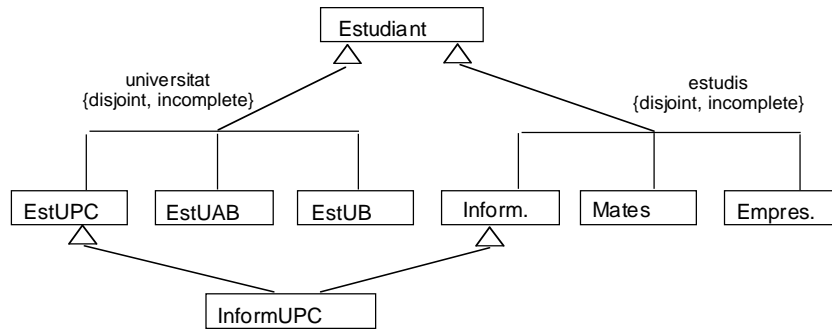 Estudiant
universitat
{disjoint, incomplete}
estudis
{disjoint, incomplete}
EstUPC
EstUAB
EstUB
Inform.
Mates
Empres.
InformUPC